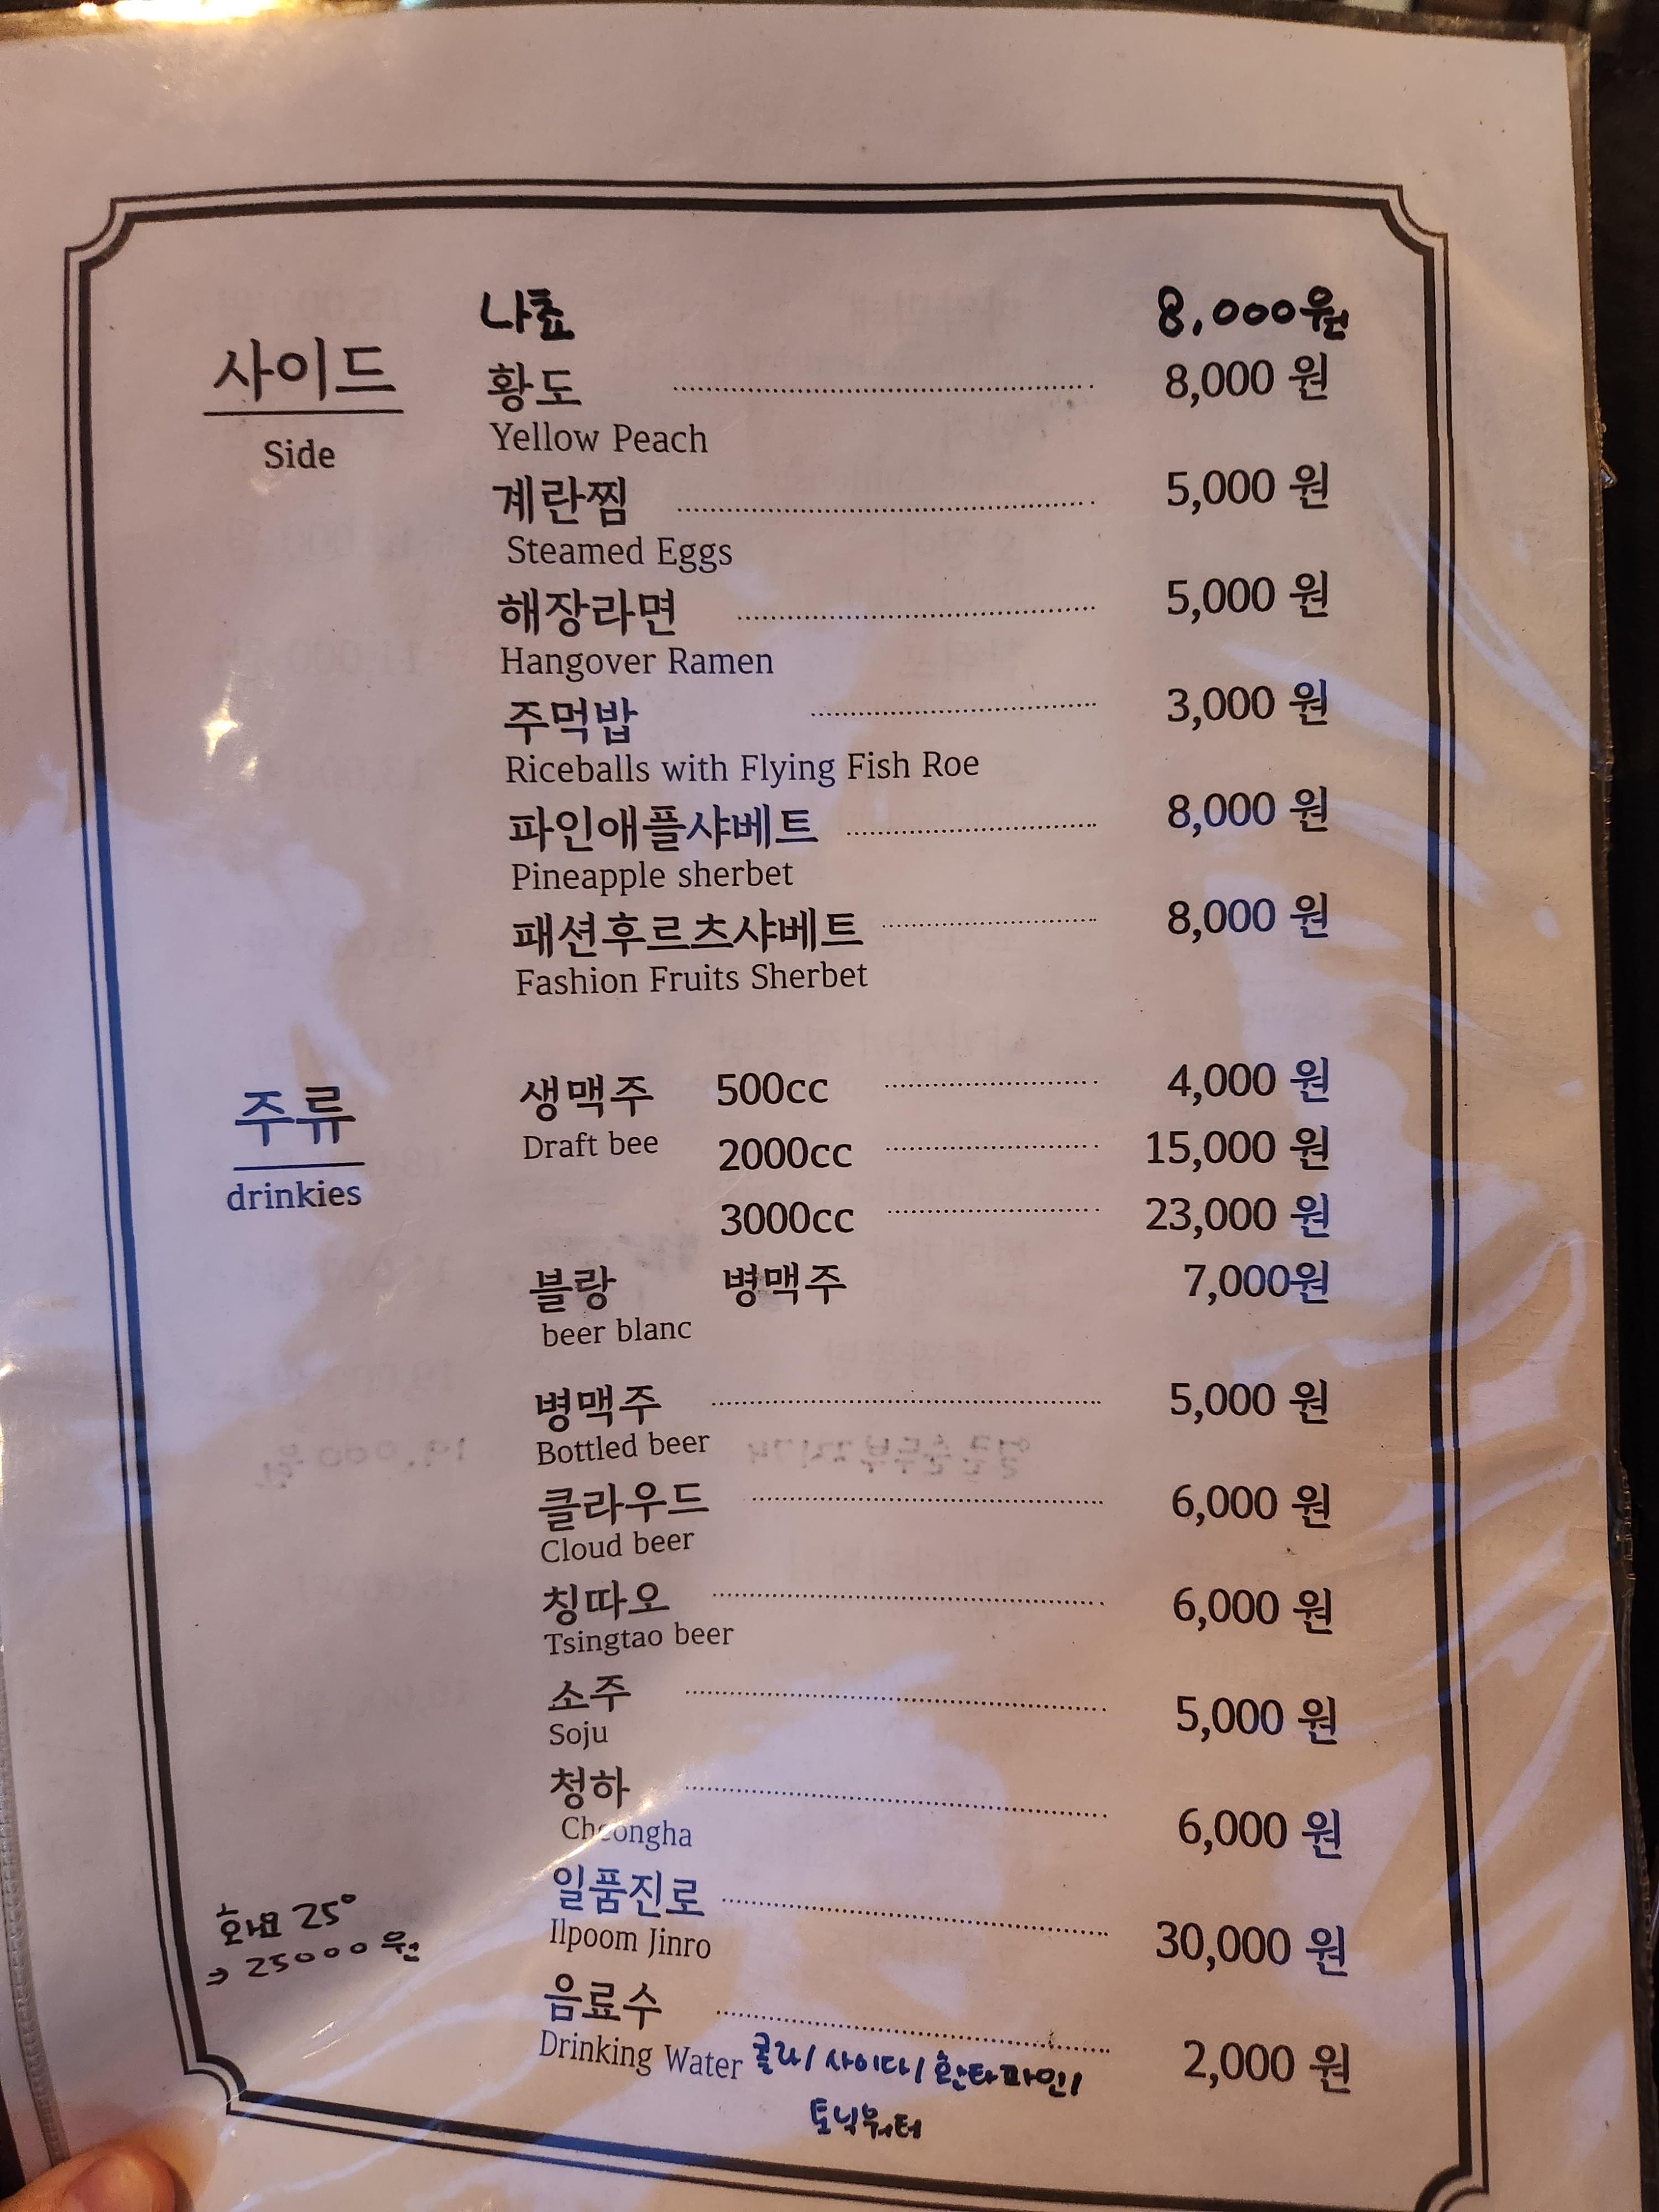 나쵸 8,000원
사이드
Side
황도 8,000 원
Yellow Peach
계란찜 5,000 원
Steamed Eggs
해장라면 5,000 원
Hangover Ramen
주먹밥 3,000 원
Riceballs with Flying Fish Roe
파인애플샤베트 8,000 원
Pineapple sherbet
패션후르츠샤베트 8,000 원
Fashion Fruits Sherbet
주류
drinkies
생맥주 500cc 4,000 원
Draft bee
2000cc 15,000 원
3000cc 23,000 원
블랑 병맥주 7,000원
beer blanc
병맥주 5,000 원
Bottled beer
클라우드 6,000 원
Cloud beer
칭따오 6,000 원
Tsingtao beer
소주 5,000 원
Soju
청하 6,000 원
Cheongha
일품진로 30,000 원
Ilpoom Jinro
화요 25°
⇒ 25000 원
음료수 2,000 원
Drinking Water 콜라/사이다/환타파인/
토닉워터